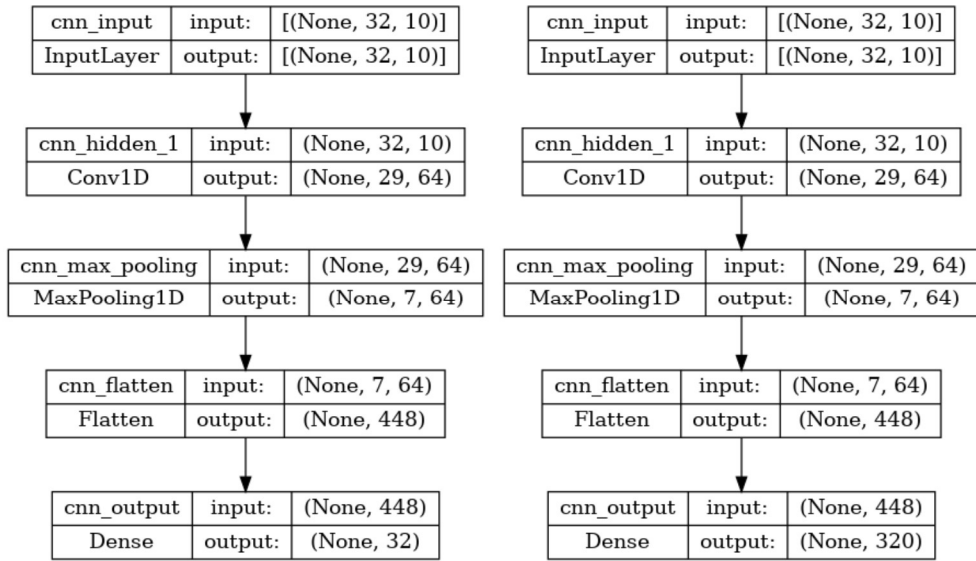 cnn_input input: [(None, 32, 10)]
InputLayer output: [(None, 32, 10)]
cnn_hidden_1 input: (None, 32, 10)
Conv1D output: (None, 29, 64)
cnn_max_pooling input: (None, 29, 64)
MaxPooling1D output: (None, 7, 64)
cnn_flatten input: (None, 7, 64)
Flatten output: (None, 448)
cnn_output input: (None, 448)
Dense output: (None, 32)
cnn_input input: [(None, 32, 10)]
InputLayer output: [(None, 32, 10)]
cnn_hidden_1 input: (None, 32, 10)
Conv1D output: (None, 29, 64)
cnn_max_pooling input: (None, 29, 64)
MaxPooling1D output: (None, 7, 64)
cnn_flatten input: (None, 7, 64)
Flatten output: (None, 448)
cnn_output input: (None, 448)
Dense output: (None, 320)